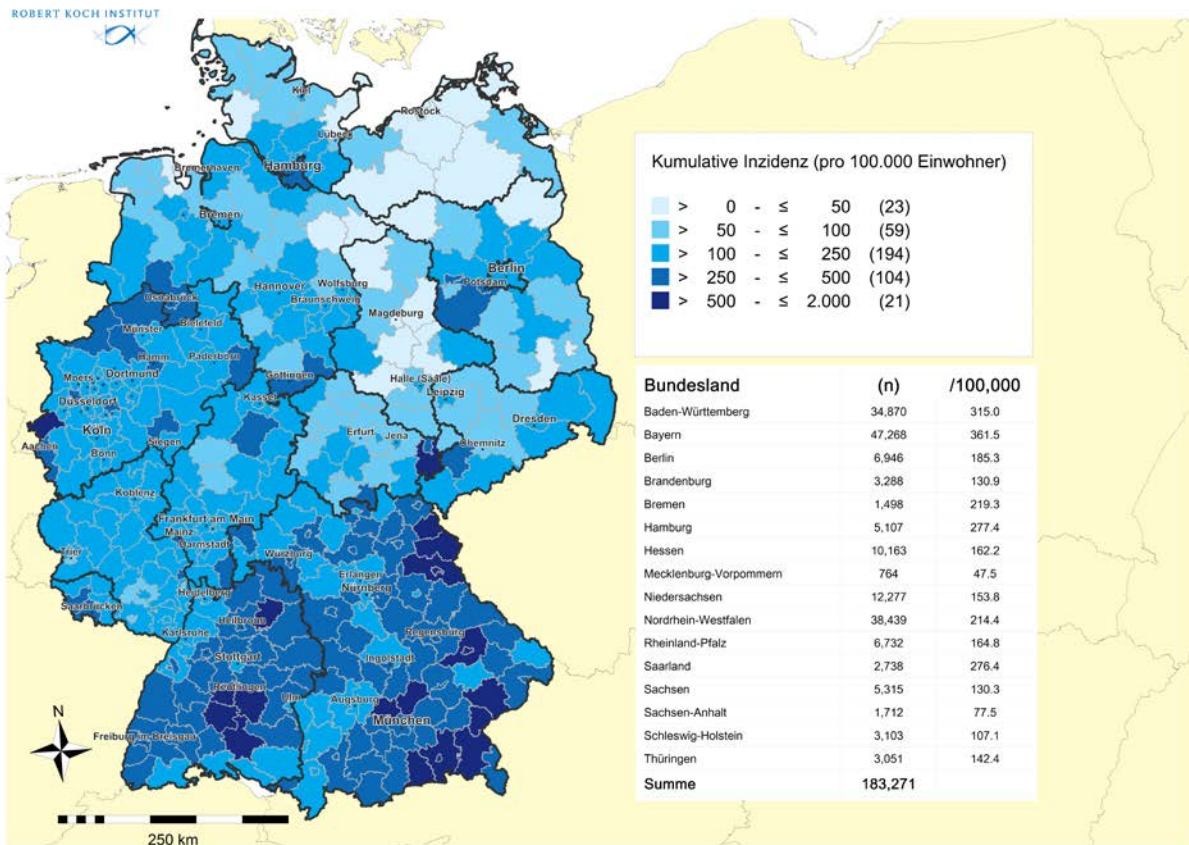 ROBERT KOCH INSTITUT
Kiel
Rostock
Lübeck
Bremerhaven
Hamburg
Bremen
Berlin
Potsdam
Wolfsburg
Hannover
Braunschweig
Osnabrück
Magdeburg
Bielefeld
Münster
Hamm
Paderborn
Moers
Dortmund
Göttingen
Halle (Saale)
Leipzig
Düsseldorf
Kassel
Dresden
Köln
Aachen
Siegen
Erfurt
Jena
Chemnitz
Bonn
Koblenz
Frankfurt am Main
Mainz
Darmstadt
Trier
Würzburg
Erlangen
Nürnberg
Heidelberg
Saarbrücken
Heilbronn
Karlsruhe
Regensburg
Stuttgart
Ingolstadt
Reutlingen
Ulm
Augsburg
München
Freiburg im Breisgau
N
250 km
Kumulative Inzidenz (pro 100.000 Einwohner)
> 0 - ≤ 50 (23)
> 50 - ≤ 100 (59)
> 100 - ≤ 250 (194)
> 250 - ≤ 500 (104)
> 500 - ≤ 2.000 (21)
Bundesland (n) /100,000
Baden-Württemberg 34,870 315.0
Bayern 47,268 361.5
Berlin 6,946 185.3
Brandenburg 3,288 130.9
Bremen 1,498 219.3
Hamburg 5,107 277.4
Hessen 10,163 162.2
Mecklenburg-Vorpommern 764 47.5
Niedersachsen 12,277 153.8
Nordrhein-Westfalen 38,439 214.4
Rheinland-Pfalz 6,732 164.8
Saarland 2,738 276.4
Sachsen 5,315 130.3
Sachsen-Anhalt 1,712 77.5
Schleswig-Holstein 3,103 107.1
Thüringen 3,051 142.4
Summe 183,271